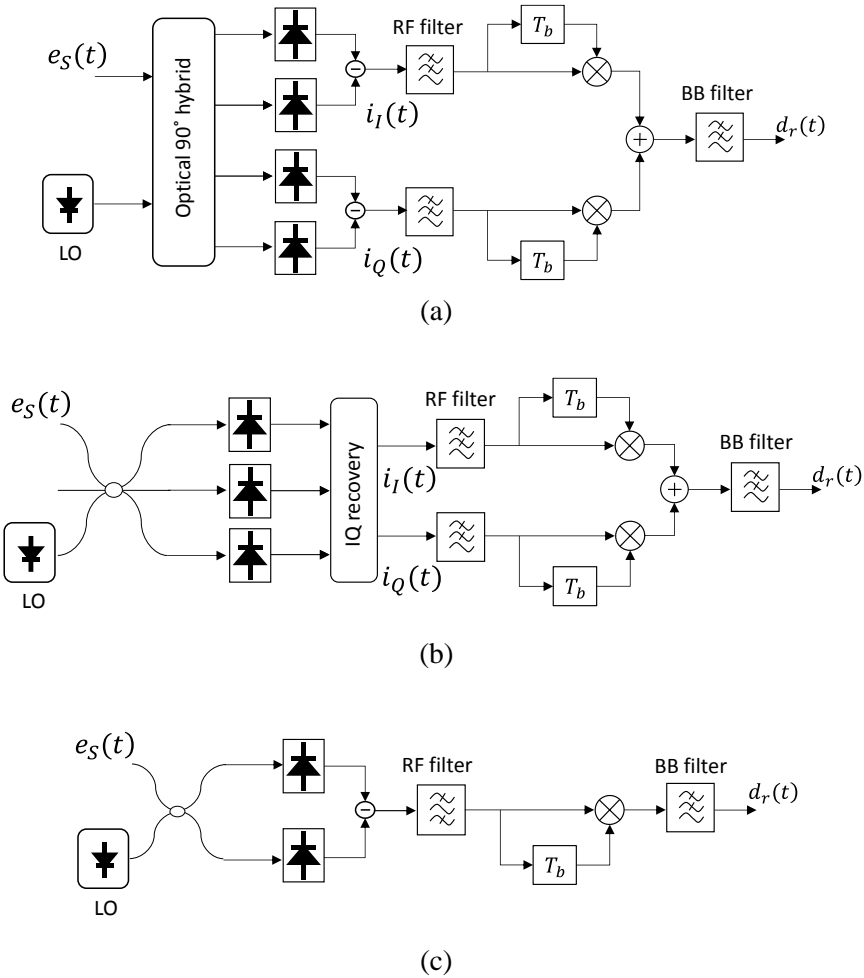 e_S(t)
Optical 90° hybrid
LO
i_I(t)
i_Q(t)
RF filter
T_b
T_b
BB filter
d_r(t)
(a)
e_S(t)
LO
IQ recovery
RF filter
i_I(t)
i_Q(t)
T_b
T_b
BB filter
d_r(t)
(b)
e_S(t)
LO
RF filter
T_b
BB filter
d_r(t)
(c)